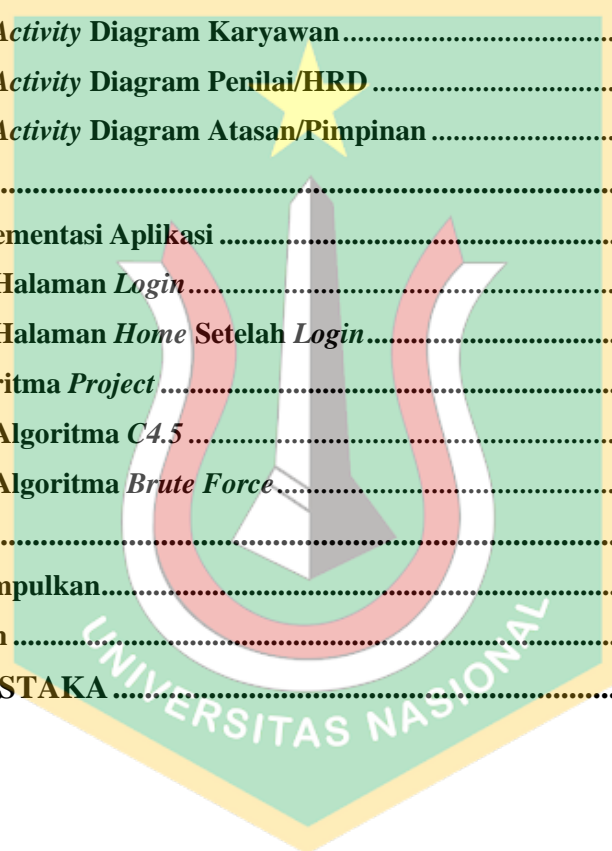 Activity Diagram Karyawan....................................
Activity Diagram Penilai/HRD....................................
Activity Diagram Atasan/Pimpinan....................................
....................................
ementasi Aplikasi....................................
Halaman Login....................................
Halaman Home Setelah Login....................................
ritma Project....................................
Algoritma C4.5....................................
Algoritma Brute Force....................................
....................................
mpulkan....................................
n....................................
STAKA....................................
UNIVERSITAS NASIONAL